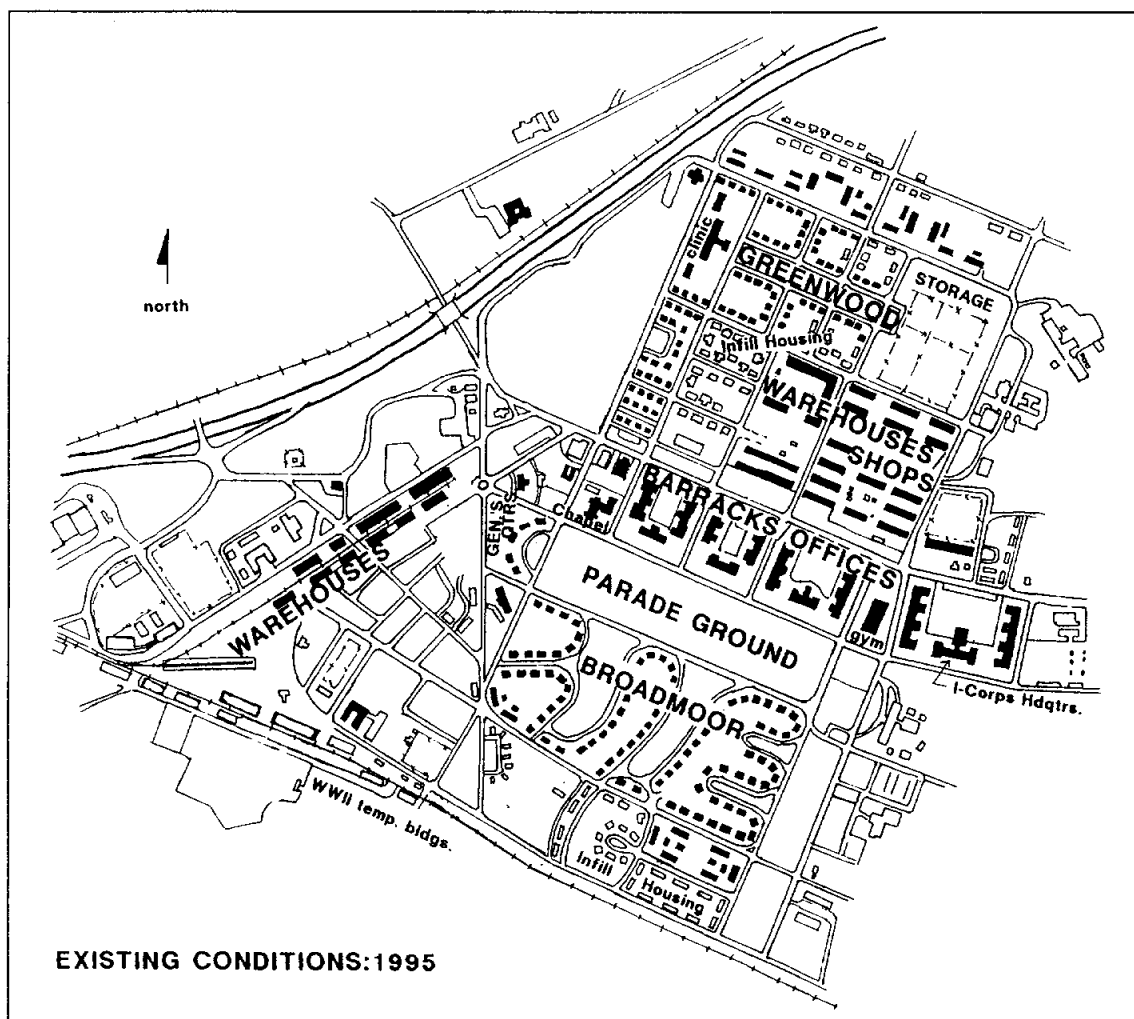 north
clinic
GREENWOOD
STORAGE
Infill Housing
WAREHOUSES/
SHOPS
BARRACKS/OFFICES
Chapel
GEN.'S
QTRS.
PARADE GROUND
gym
I-Corps Hdqtrs.
WAREHOUSES
BROADMOOR
WWII temp. bldgs.
Infill
Housing
EXISTING CONDITIONS:1995